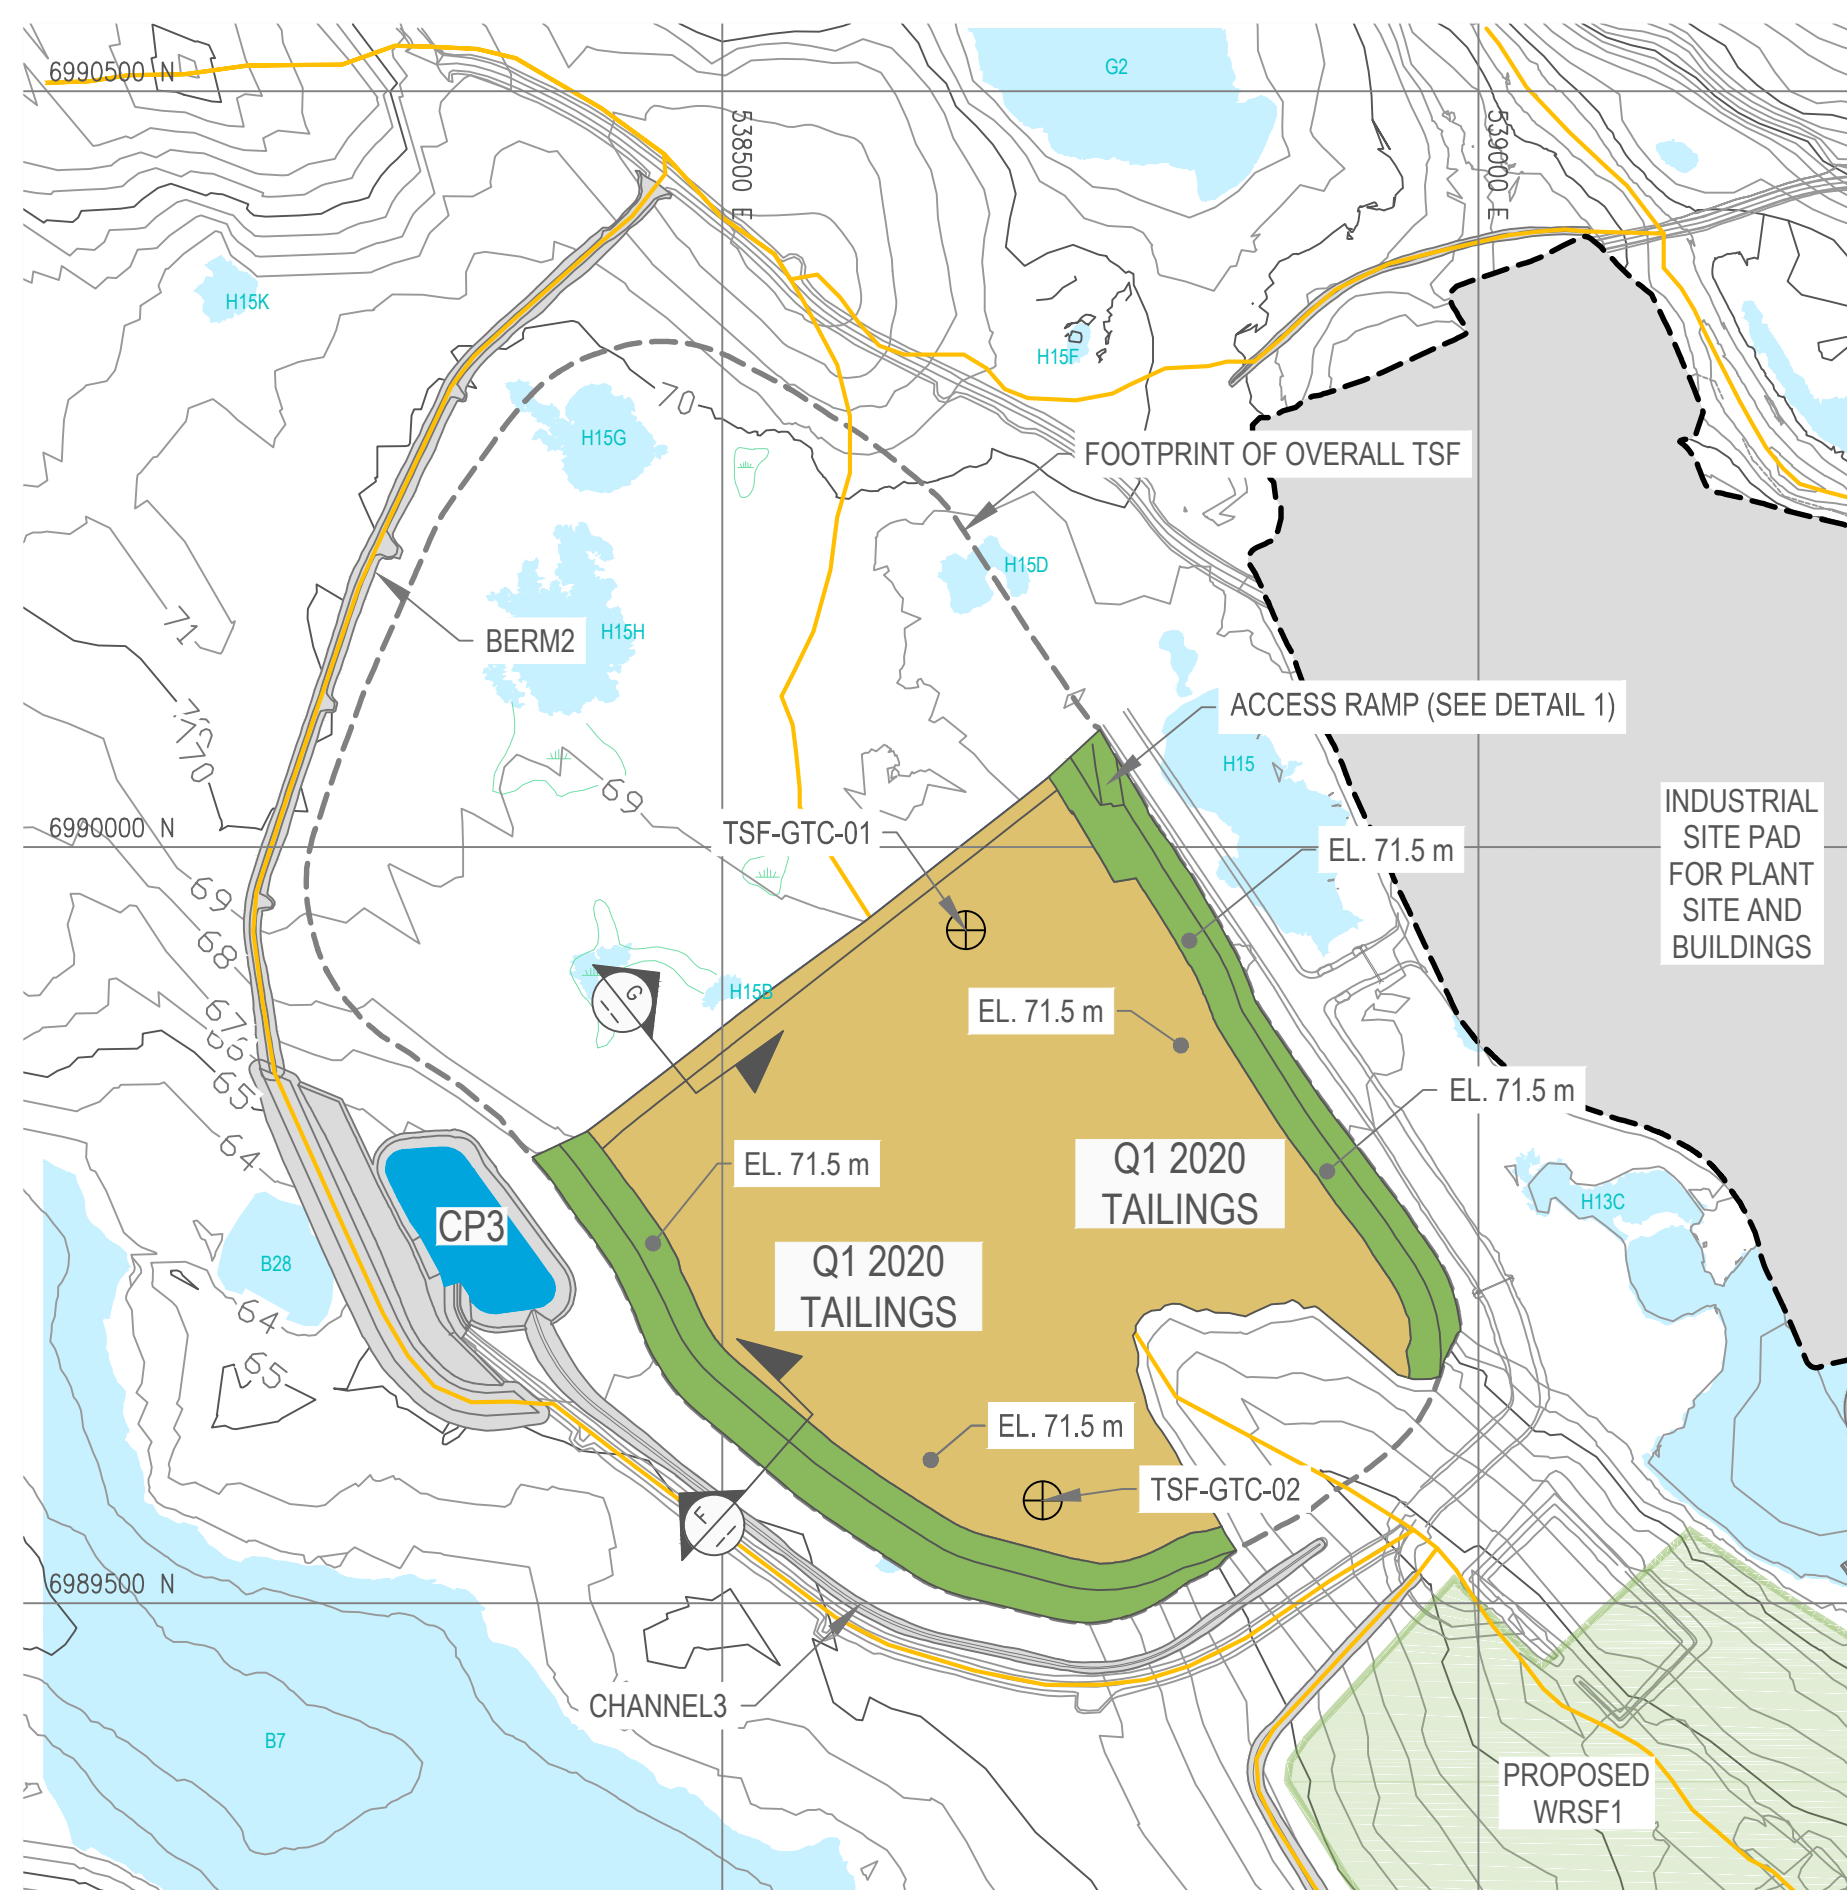 6990500 N
G2
538500 E
539000 E
H15K
H15F
70
H15G
FOOTPRINT OF OVERALL TSF
H15D
71
BERM2
H15H
ACCESS RAMP (SEE DETAIL 1)
70
H15
69
INDUSTRIAL
SITE PAD
FOR PLANT
SITE AND
BUILDINGS
6990000 N
TSF-GTC-01
EL. 71.5 m
69
68
H15B
G
EL. 71.5 m
67
66
65
EL. 71.5 m
64
EL. 71.5 m
Q1 2020
TAILINGS
H13C
CP3
B28
Q1 2020
TAILINGS
64
65
EL. 71.5 m
TSF-GTC-02
F
6989500 N
CHANNEL3
B7
PROPOSED
WRSF1